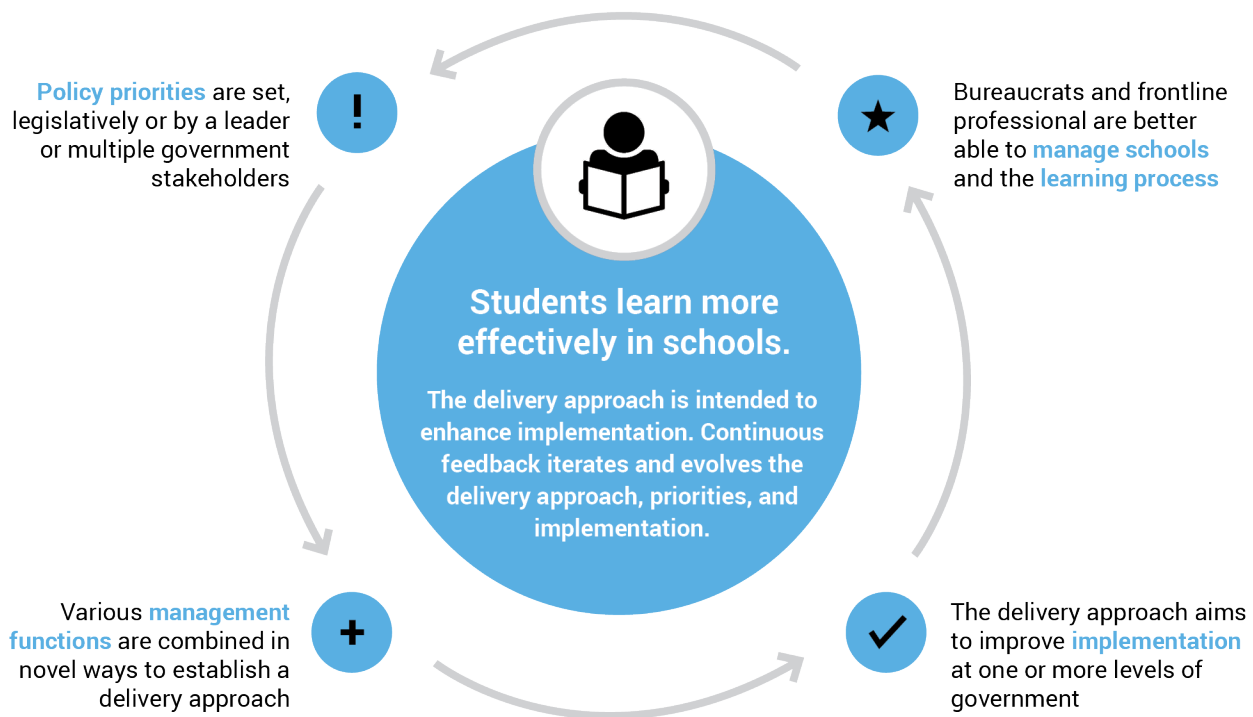 Policy priorities are set,
legislatively or by a leader
or multiple government
stakeholders
!
Bureaucrats and frontline
professional are better
able to manage schools
and the learning process
Students learn more
effectively in schools.
The delivery approach is intended to
enhance implementation. Continuous
feedback iterates and evolves the
delivery approach, priorities, and
implementation.
Various management
functions are combined in
novel ways to establish a
delivery approach
+
The delivery approach aims
to improve implementation
at one or more levels of
government